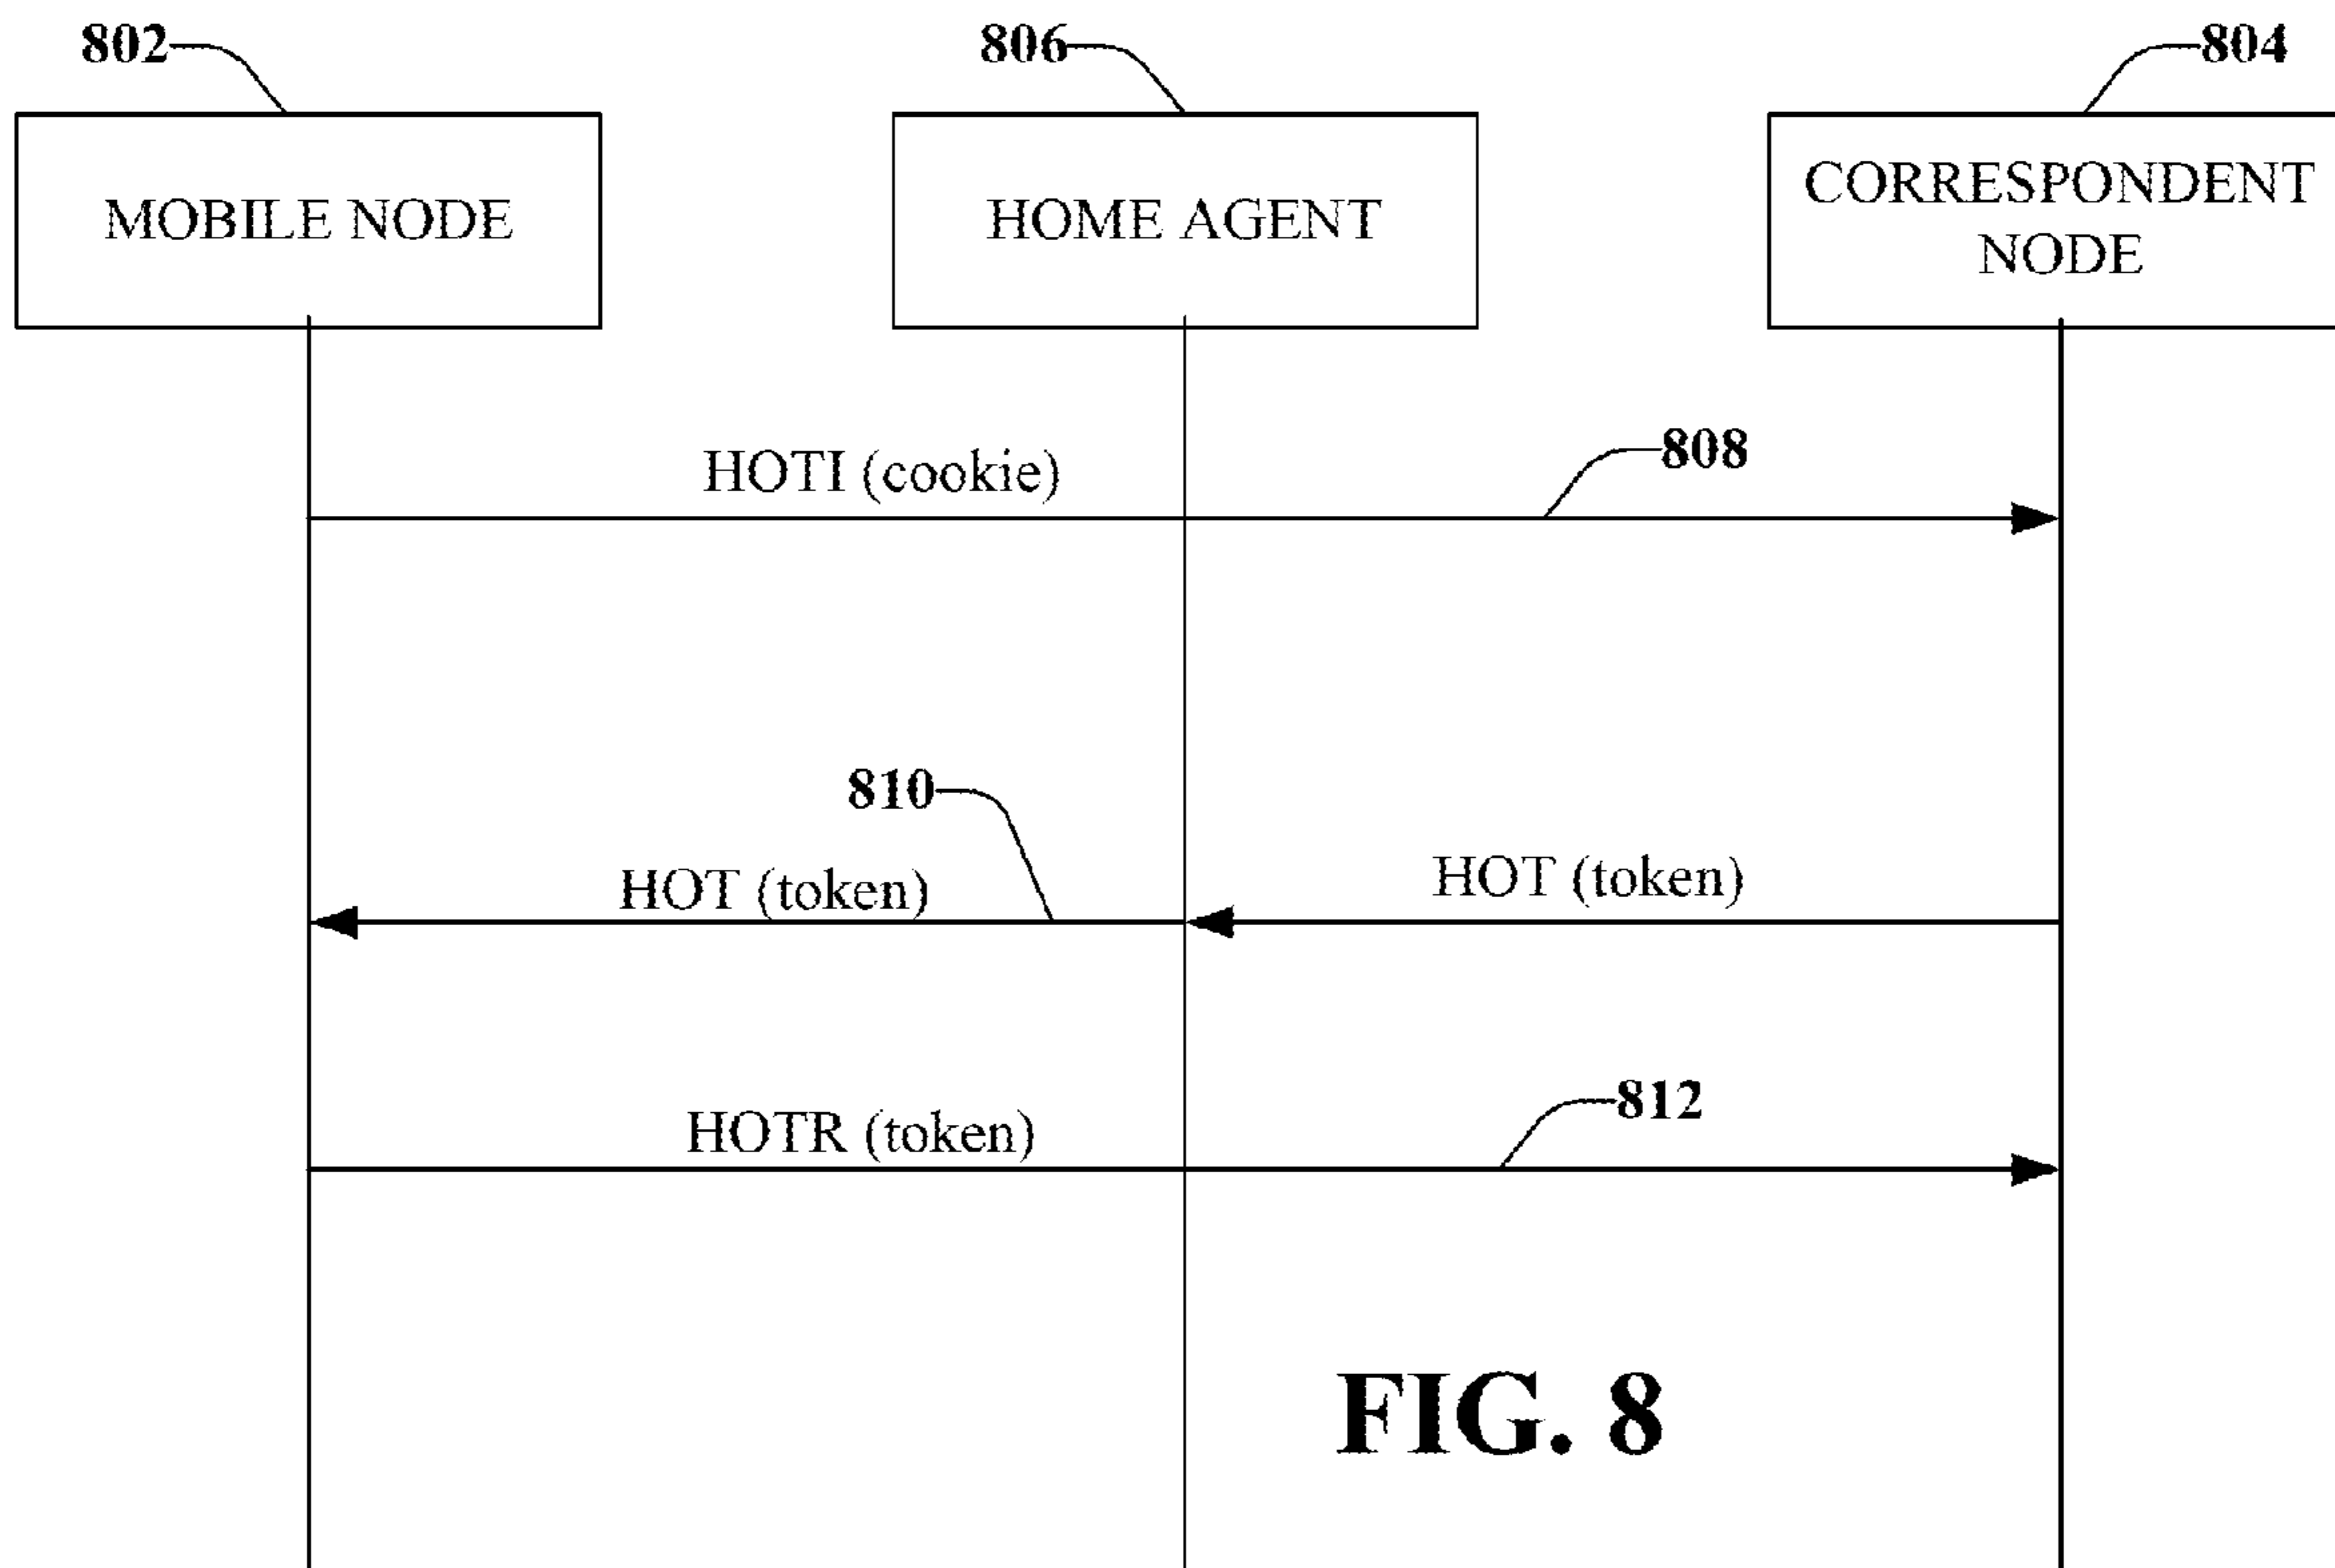 802
806
804
MOBILE NODE
HOME AGENT
CORRESPONDENT
NODE
HOTI (cookie)
808
810
HOT (token)
HOT (token)
HOTR (token)
812
FIG. 8